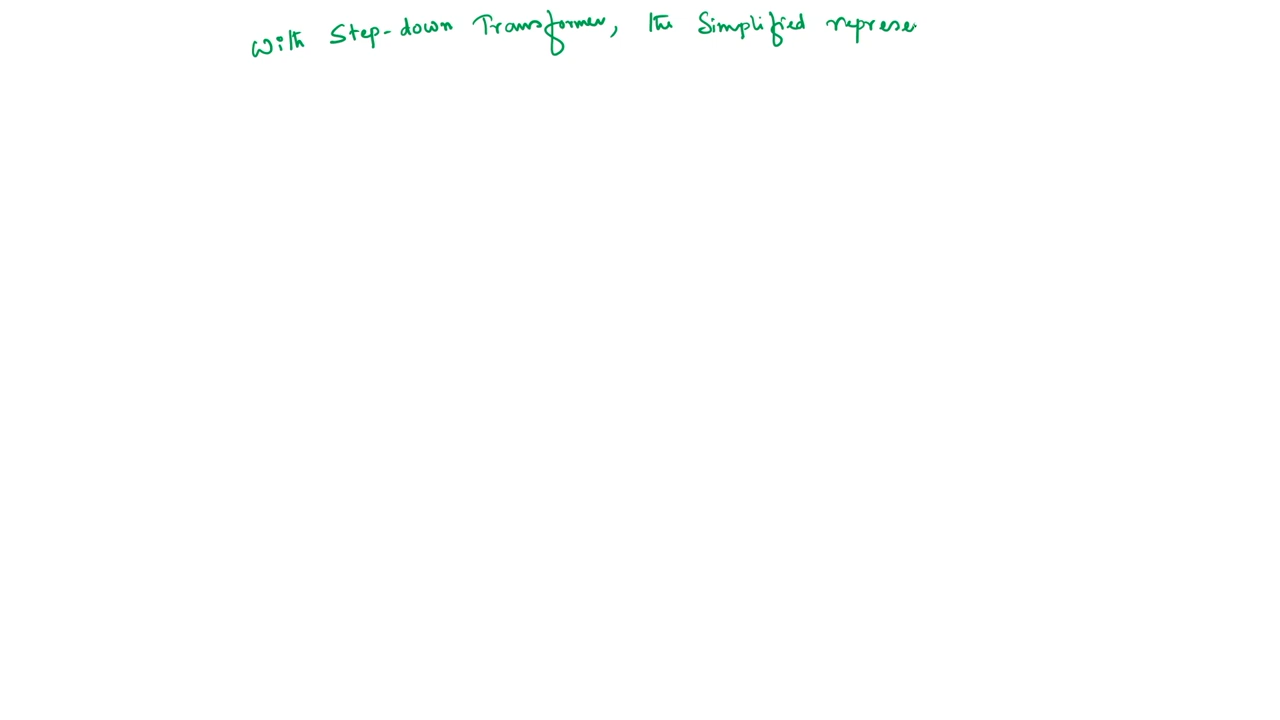 With Step-down Transformer, the Simplified represe